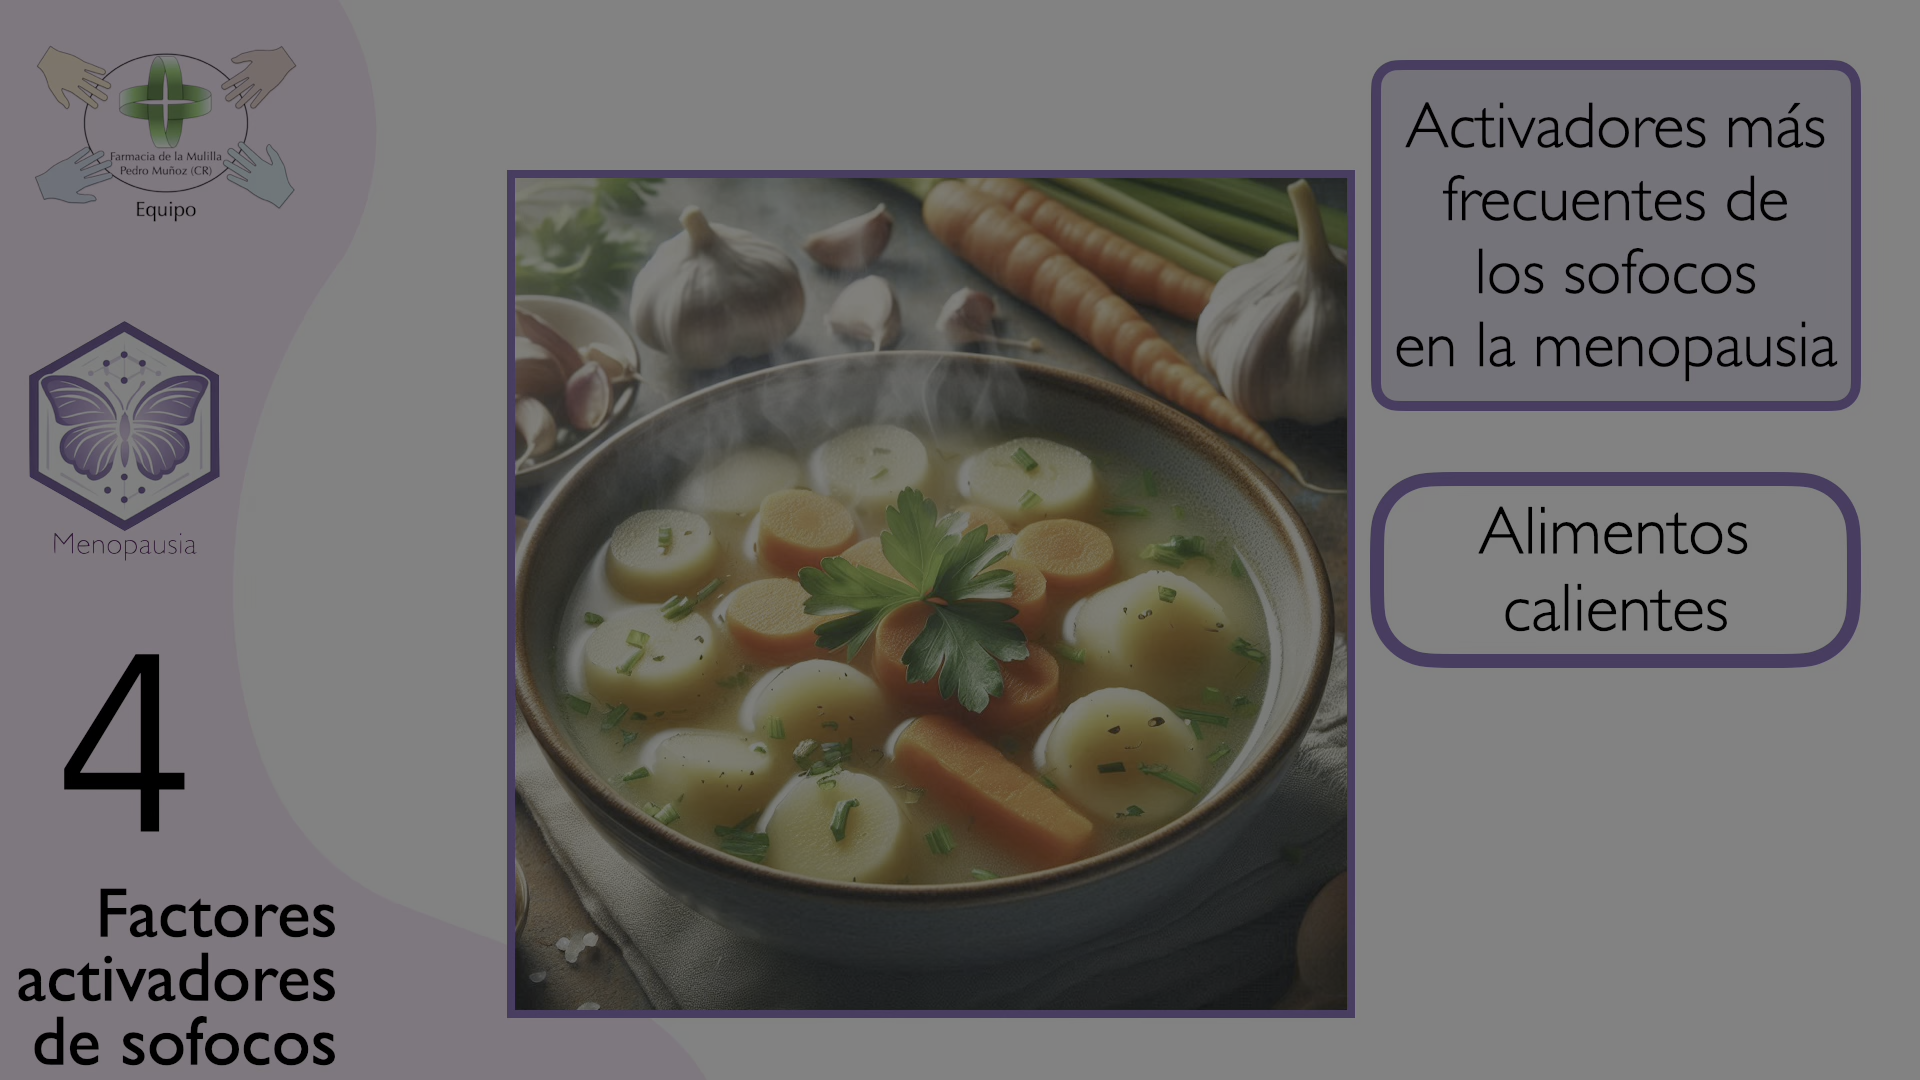 Farmacia de la Mulilla
Pedro Muñoz (CR)
Equipo
Menopausia
4
Factores
activadores
de sofocos
Activadores más
frecuentes de
los sofocos
en la menopausia
Alimentos
calientes